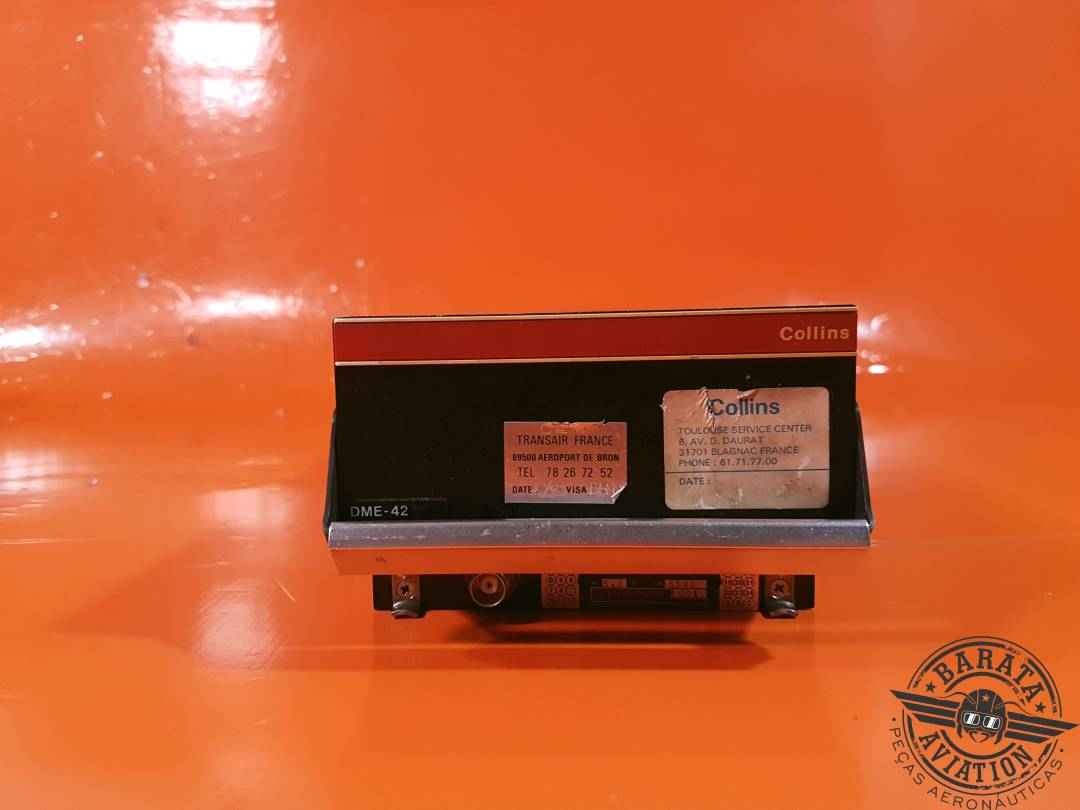 Collins
Collins
TOULOUSE SERVICE CENTER
6, AV. D. DAURAT
31701 BLAGNAC FRANCE
PHONE : 61.71.77.00
DATE :
TRANSAIR FRANCE
69500 AEROPORT DE BRON
TEL 78 26 72 52
DATE : VISA
DME-42
BARATA
AVIATION
PEÇAS AERONÁUTICAS